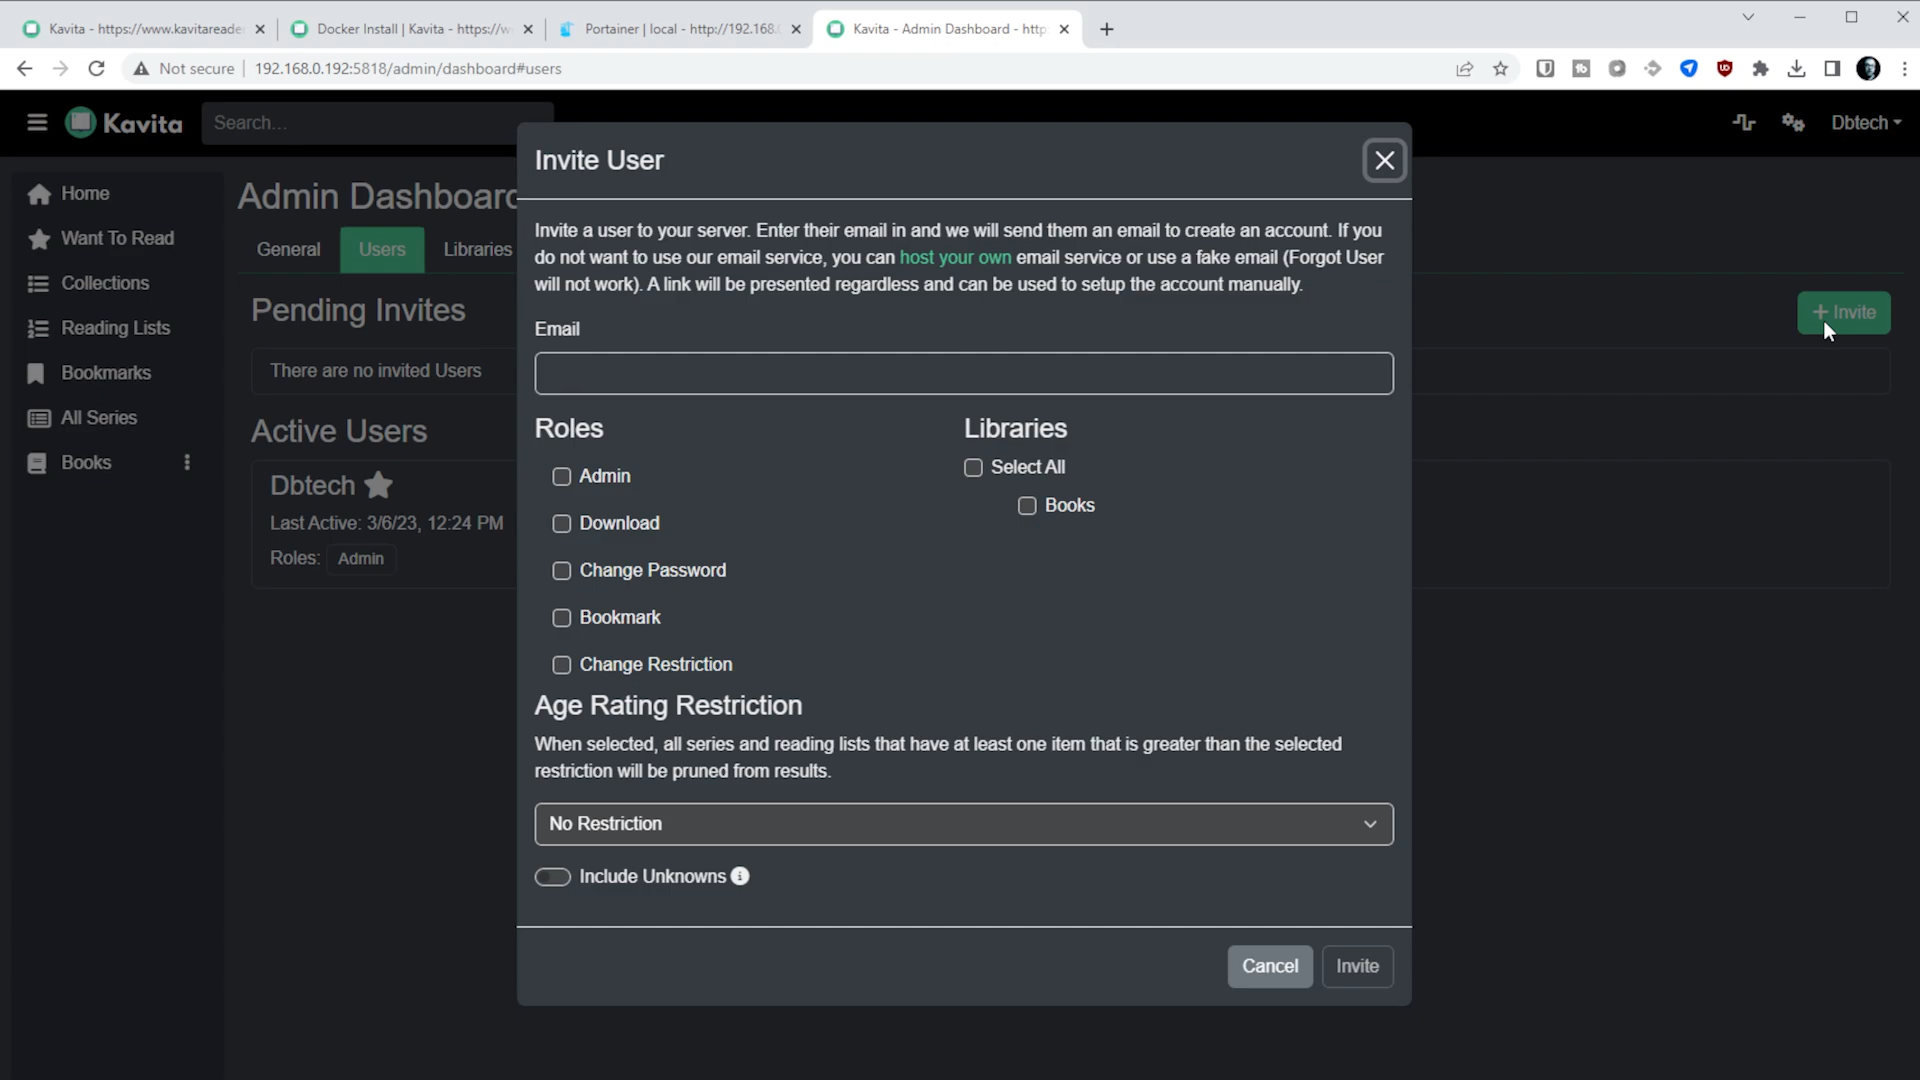 Kavita - https://www.kavitareade
Docker Install | Kavita - https://w
Portainer | local - http://192.168.
Kavita - Admin Dashboard - http
Not secure
192.168.0.192:5818/admin/dashboard#users
Kavita
Search...
Dbtech
Home
Want To Read
Collections
Reading Lists
Bookmarks
All Series
Books
Admin Dashboard
General
Users
Libraries
Pending Invites
+ Invite
There are no invited Users
Active Users
Dbtech
Last Active: 3/6/23, 12:24 PM
Roles: Admin
Invite User
Invite a user to your server. Enter their email in and we will send them an email to create an account. If you
do not want to use our email service, you can host your own email service or use a fake email (Forgot User
will not work). A link will be presented regardless and can be used to setup the account manually.
Email
Roles
Admin
Download
Change Password
Bookmark
Change Restriction
Libraries
Select All
Books
Age Rating Restriction
When selected, all series and reading lists that have at least one item that is greater than the selected
restriction will be pruned from results.
No Restriction
Include Unknowns
Cancel
Invite